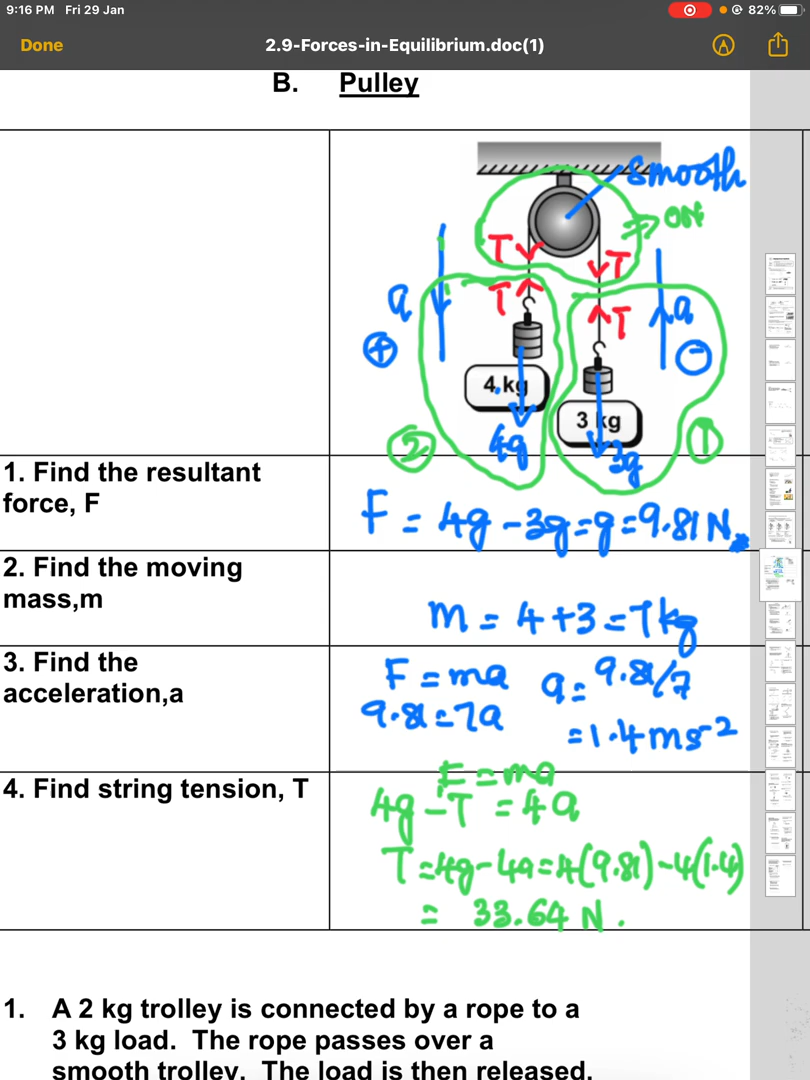 9:16 PM Fri 29 Jan
82%
Done
2.9-Forces-in-Equilibrium.doc(1)
B. Pulley
smooth
T
T
T
T
a
a
4 kg
3 kg
4g
3g
2
1
1. Find the resultant
force, F
F = 4g - 3g = g = 9.81 N
2. Find the moving
mass,m
m = 4 + 3 = 7 kg
3. Find the
acceleration,a
F = ma
9.81 = 7a
a = 9.81/7
= 1.4 ms-2
4. Find string tension, T
F = ma
4g - T = 4a
T = 4g - 4a = 4(9.81) - 4(1.4)
= 33.64 N.
1. A 2 kg trolley is connected by a rope to a
3 kg load. The rope passes over a
smooth trolley. The load is then released.